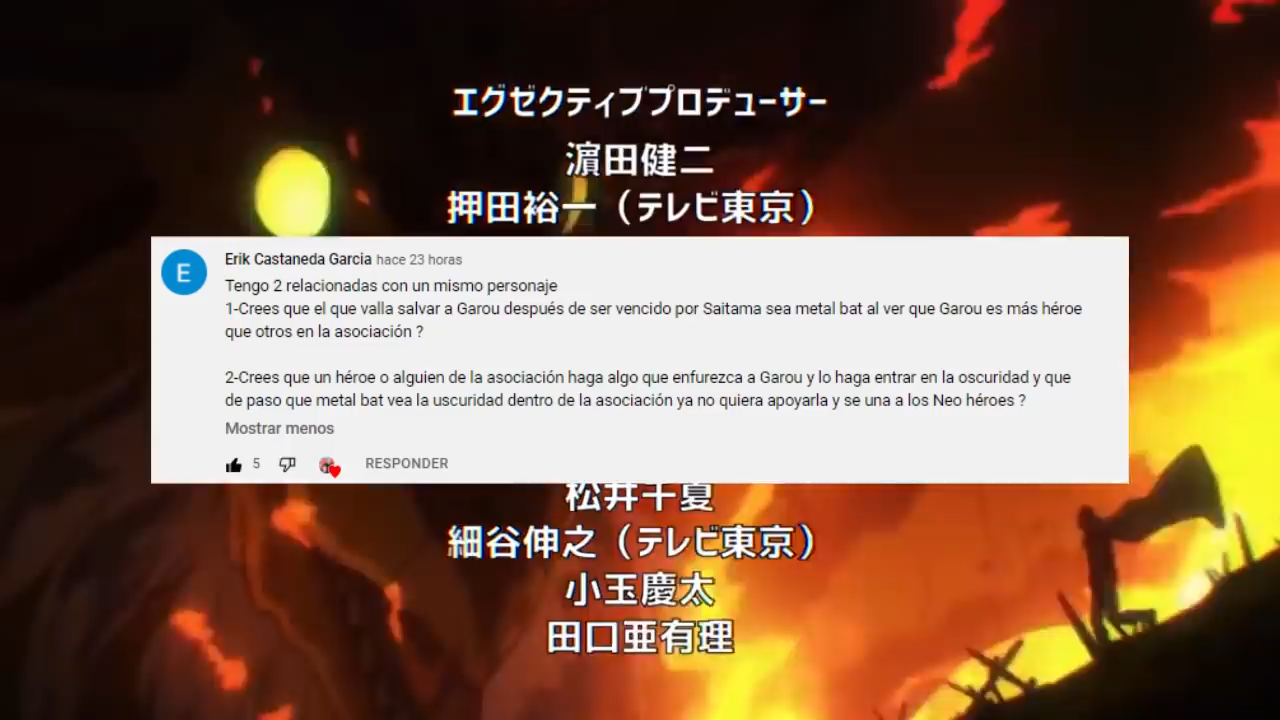 エグゼクティブプロデューサー
濵田健二
押田裕一（テレビ東京）
E
Erik Castaneda Garcia hace 23 horas
Tengo 2 relacionadas con un mismo personaje
1-Crees que el que valla salvar a Garou después de ser vencido por Saitama sea metal bat al ver que Garou es más héroe
que otros en la asociación ?
2-Crees que un héroe o alguien de la asociación haga algo que enfurezca a Garou y lo haga entrar en la oscuridad y que
de paso que metal bat vea la uscuridad dentro de la asociación ya no quiera apoyarla y se una a los Neo héroes ?
Mostrar menos
5
RESPONDER
松井千夏
細谷伸之（テレビ東京）
小玉慶太
田口亜有理